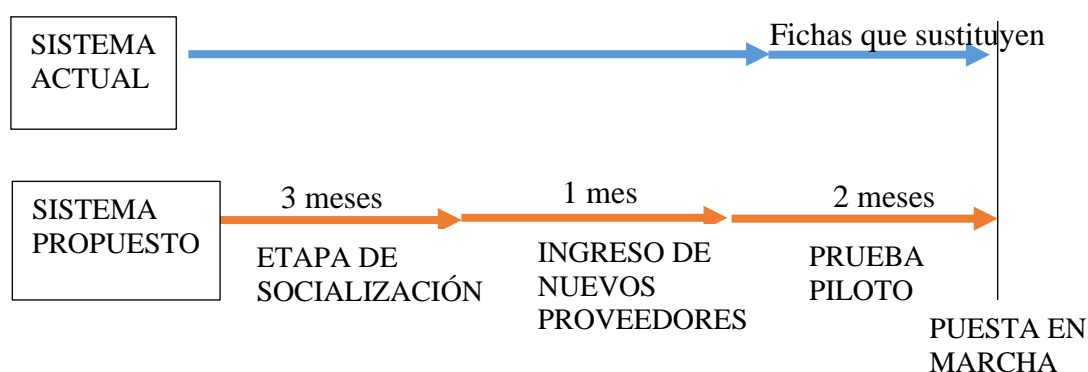 SISTEMA
ACTUAL
Fichas que sustituyen
SISTEMA
PROPUESTO
3 meses
1 mes
2 meses
ETAPA DE
SOCIALIZACIÓN
INGRESO DE
NUEVOS
PROVEEDORES
PRUEBA
PILOTO
PUESTA EN
MARCHA